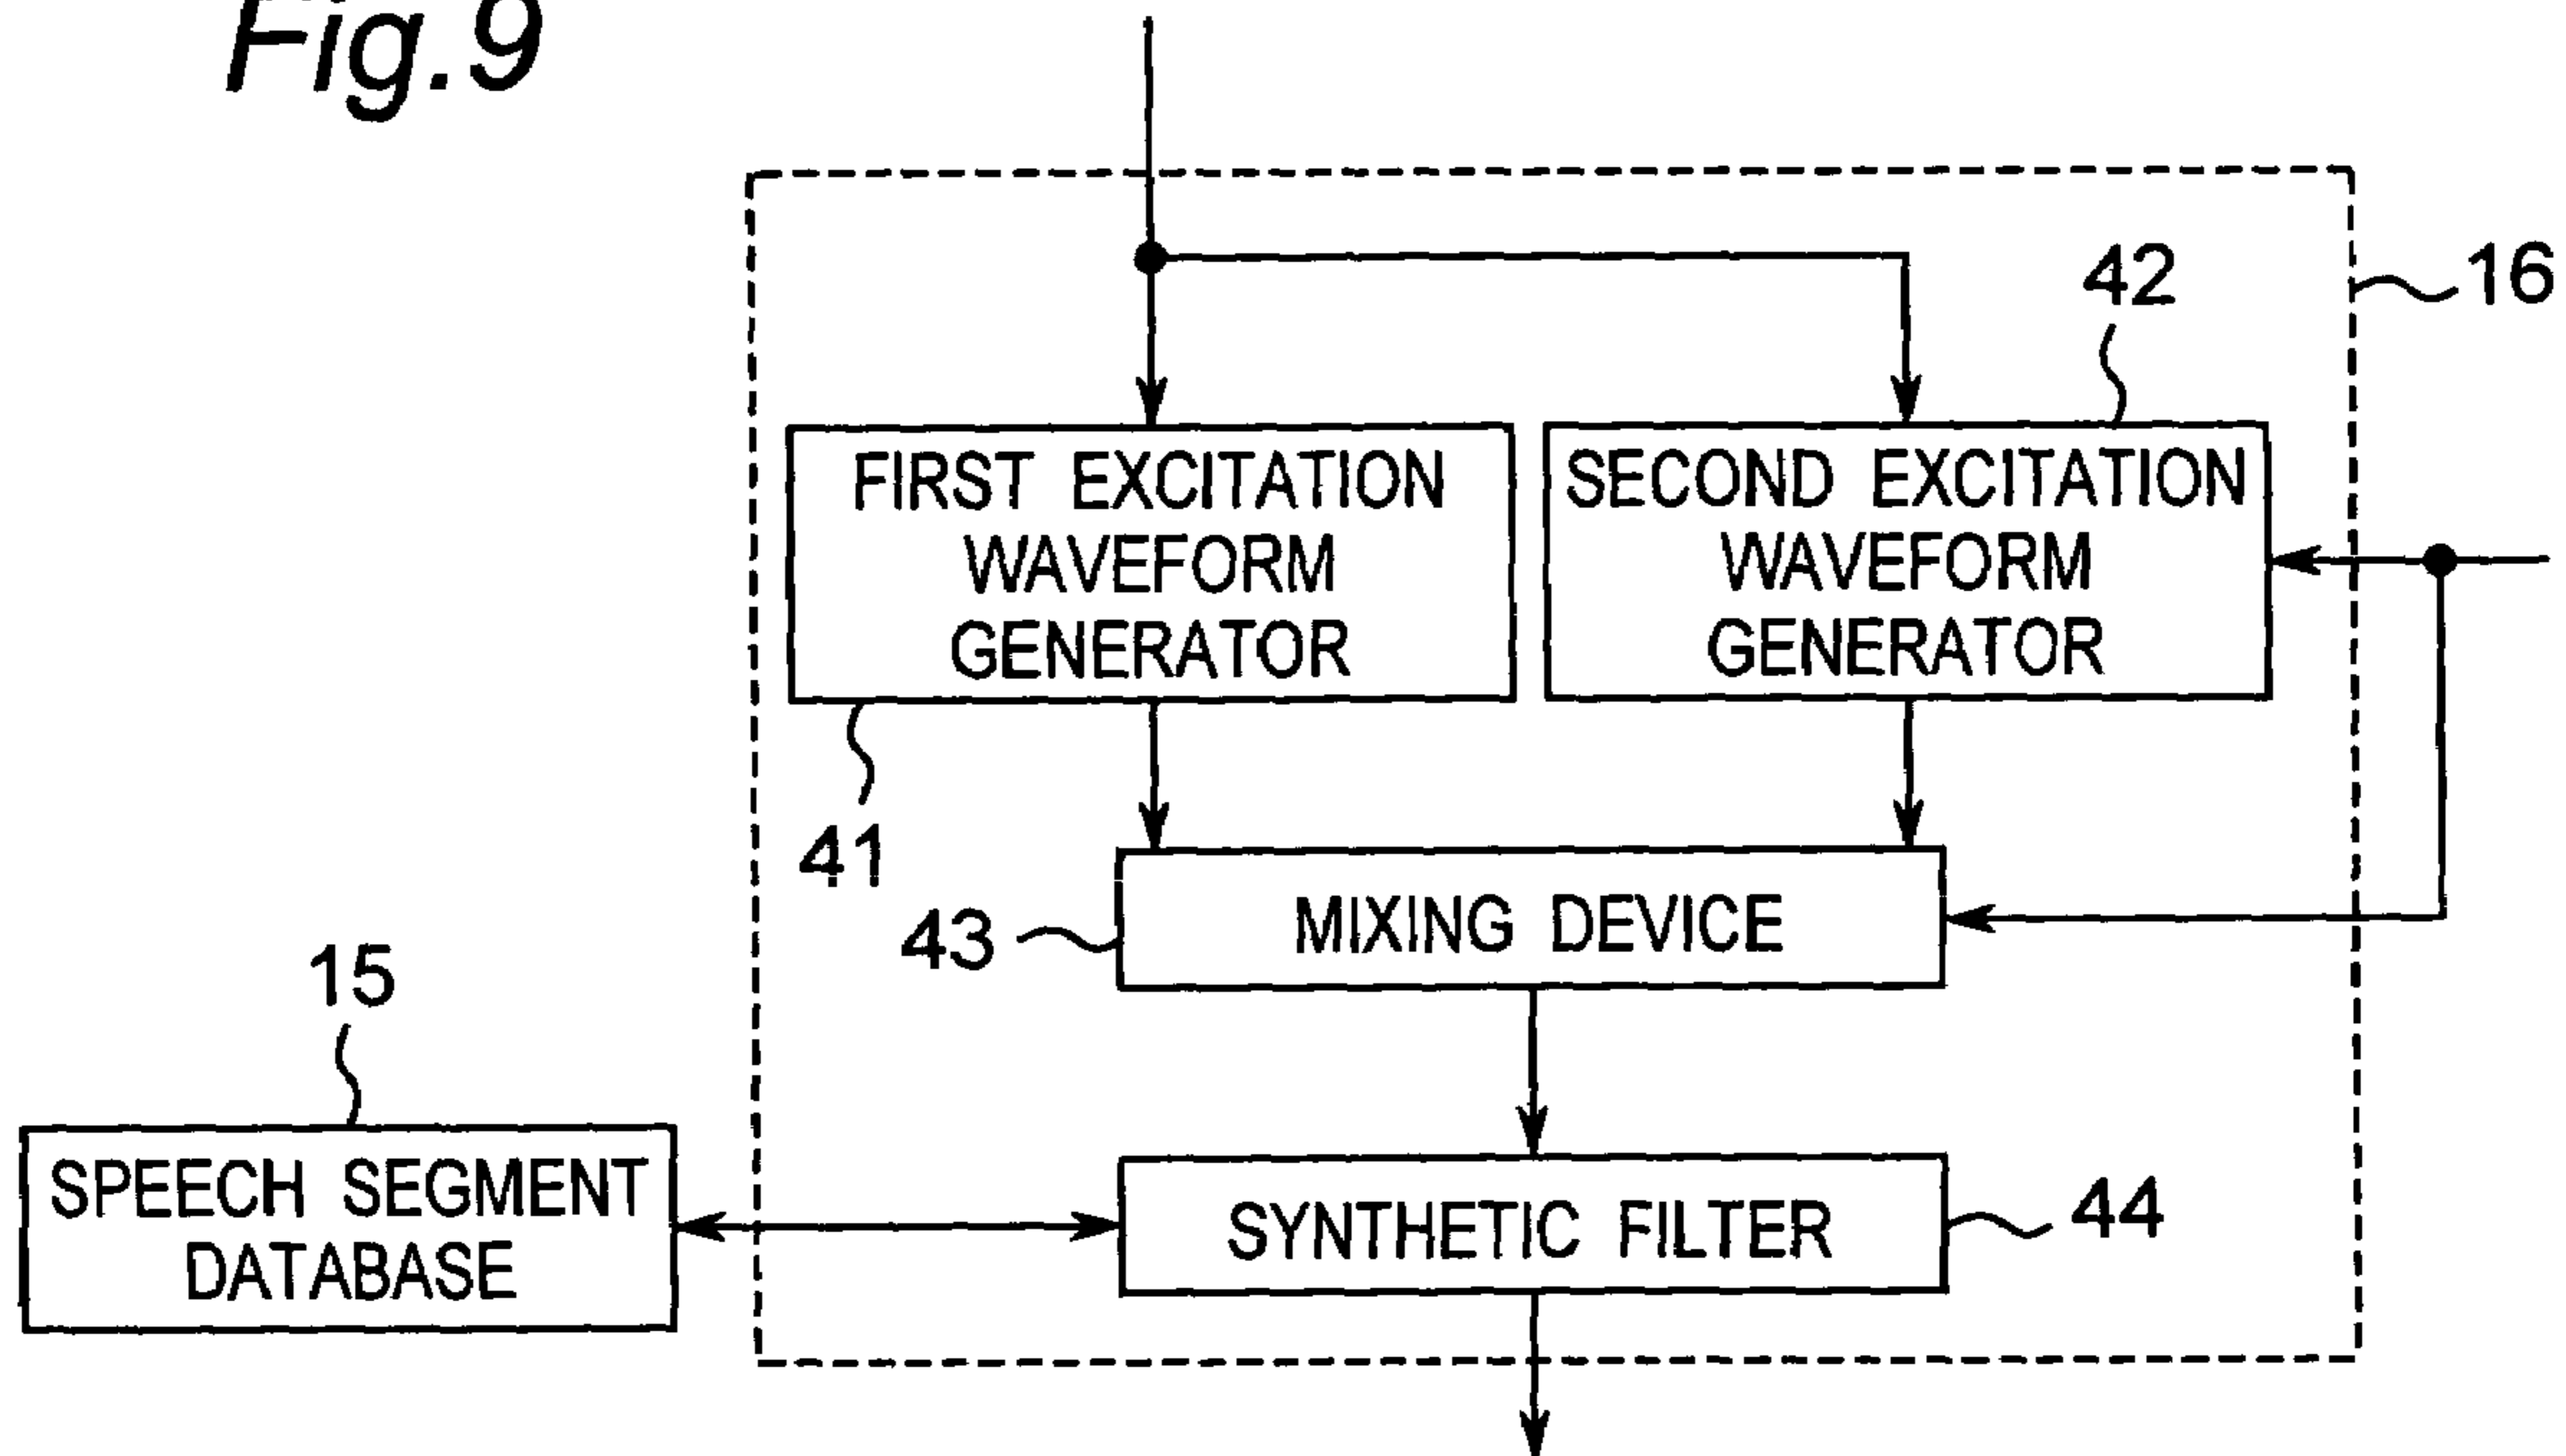 Fig.9
16
42
FIRST EXCITATION
WAVEFORM
GENERATOR
SECOND EXCITATION
WAVEFORM
GENERATOR
41
43
MIXING DEVICE
15
SPEECH SEGMENT
DATABASE
SYNTHETIC FILTER
44